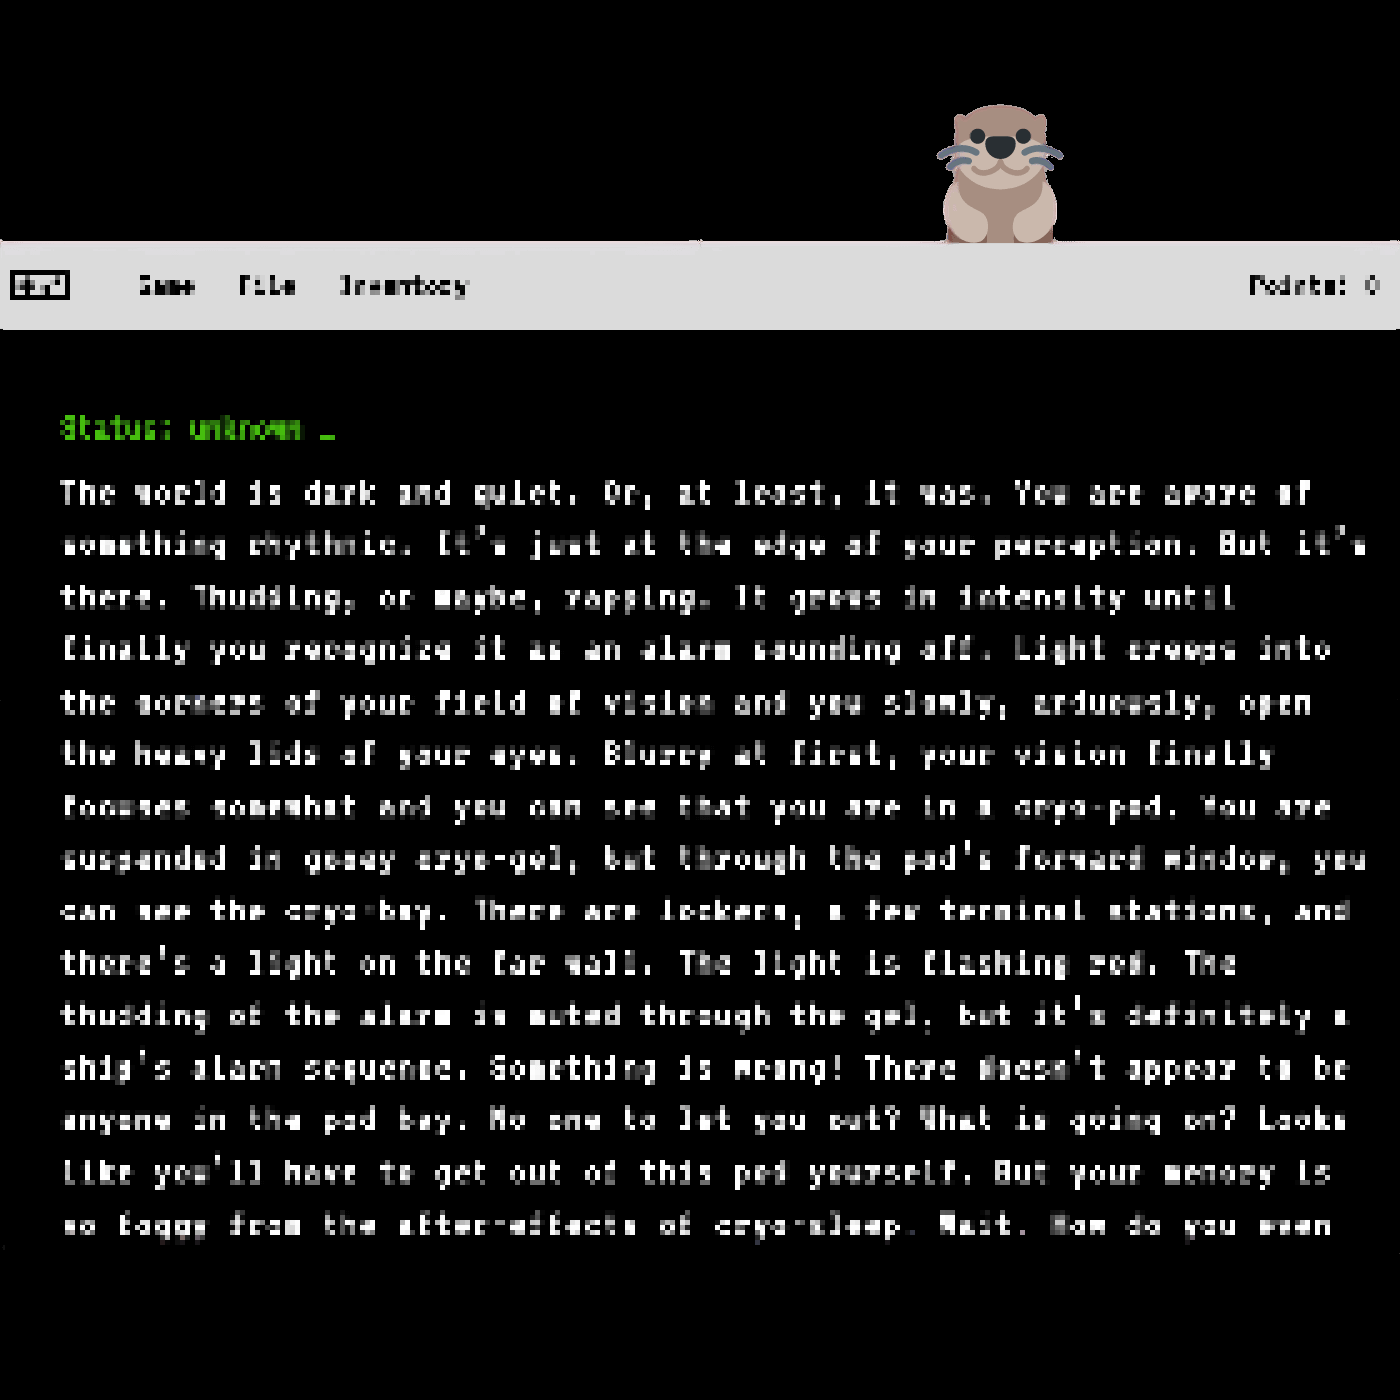 Game File Inventory Points: 0
Status: unknown _
The world is dark and quiet. Or, at least, it was. You are aware of
something rhythmic. It's just at the edge of your perception. But it's
there. Thudding, or maybe, rapping. It grows in intensity until
finally you recognize it as an alarm sounding off. Light creeps into
the corners of your field of vision and you slowly, arduously, open
the heavy lids of your eyes. Blurry at first, your vision finally
focuses somewhat and you can see that you are in a cryo-pod. You are
suspended in gooey cryo-gel, but through the pod's forward window, you
can see the cryo-bay. There are lockers, a few terminal stations, and
there's a light on the far wall. The light is flashing red. The
thudding of the alarm is muted through the gel, but it's definitely a
ship's alarm sequence. Something is wrong! There doesn't appear to be
anyone in the pod bay. No one to let you out? What is going on? Looks
like you'll have to get out of this pod yourself. But your memory is
so foggy from the after-effects of cryo-sleep. Wait. How do you even